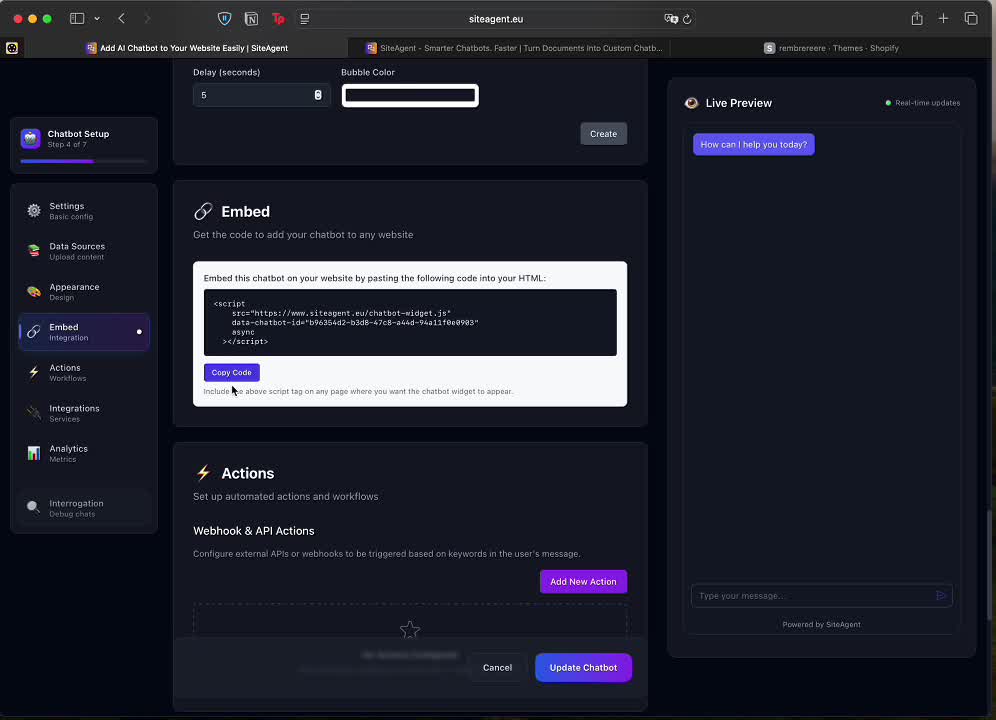 siteagent.eu
Add AI Chatbot to Your Website Easily | SiteAgent
SiteAgent - Smarter Chatbots. Faster | Turn Documents Into Custom Chatb...
S
rembrereere · Themes · Shopify
Chatbot Setup
Step 4 of 7
Settings
Basic config
Data Sources
Upload content
Appearance
Design
Embed
Integration
Actions
Workflows
Integrations
Services
Analytics
Metrics
Interrogation
Debug chats
Delay (seconds)
Bubble Color
5
Create
Embed
Get the code to add your chatbot to any website
Embed this chatbot on your website by pasting the following code into your HTML:
<script
src="https://www.siteagent.eu/chatbot-widget.js"
data-chatbot-id="b96354d2-b3d8-47c8-a44d-94a11f0e0903"
async
></script>
Copy Code
Include the above script tag on any page where you want the chatbot widget to appear.
Actions
Set up automated actions and workflows
Webhook & API Actions
Configure external APIs or webhooks to be triggered based on keywords in the user's message.
Add New Action
Cancel
Update Chatbot
Live Preview
Real-time updates
How can I help you today?
Type your message...
Powered by SiteAgent